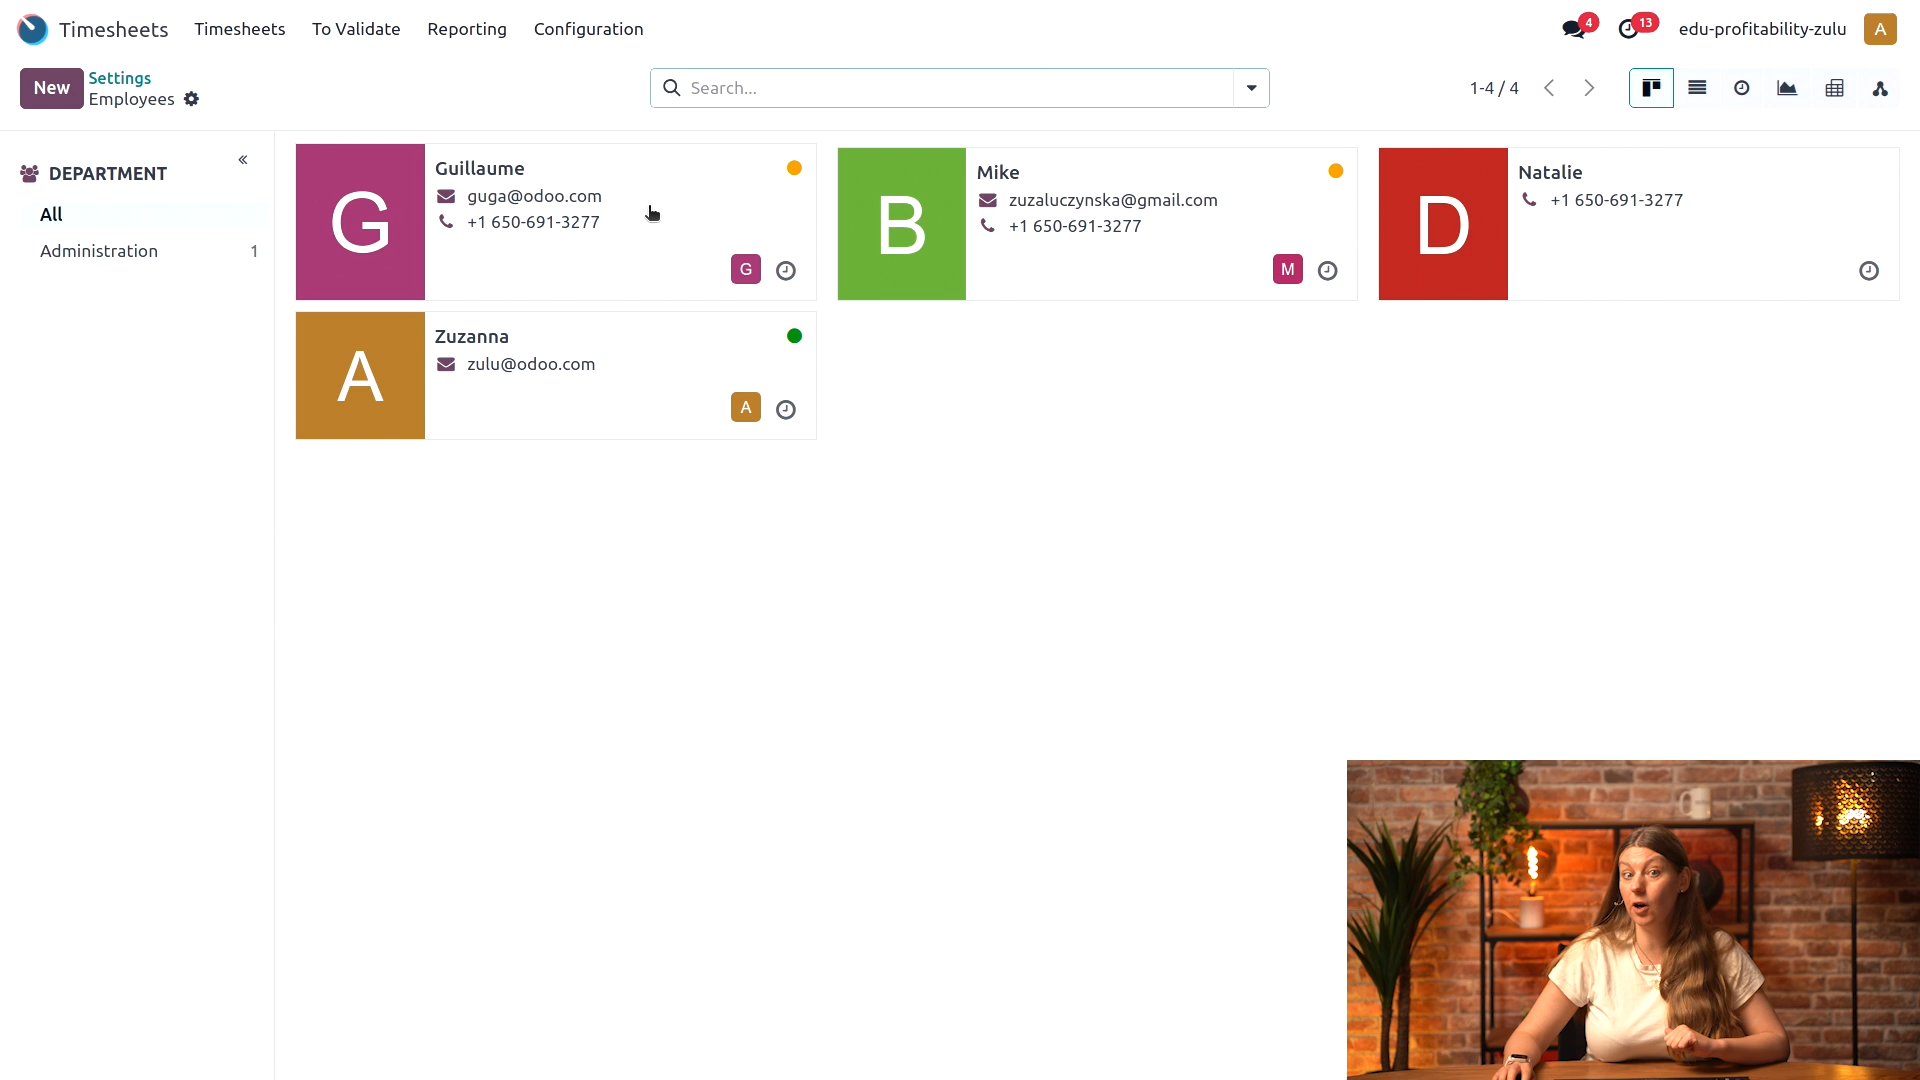 Timesheets Timesheets To Validate Reporting Configuration 4 13 edu-profitability-zulu A
New Settings
Employees
Search...
1-4 / 4
DEPARTMENT
All
Administration 1
G
Guillaume
guga@odoo.com
+1 650-691-3277
G
B
Mike
zuzaluczynska@gmail.com
+1 650-691-3277
M
D
Natalie
+1 650-691-3277
A
Zuzanna
zulu@odoo.com
A